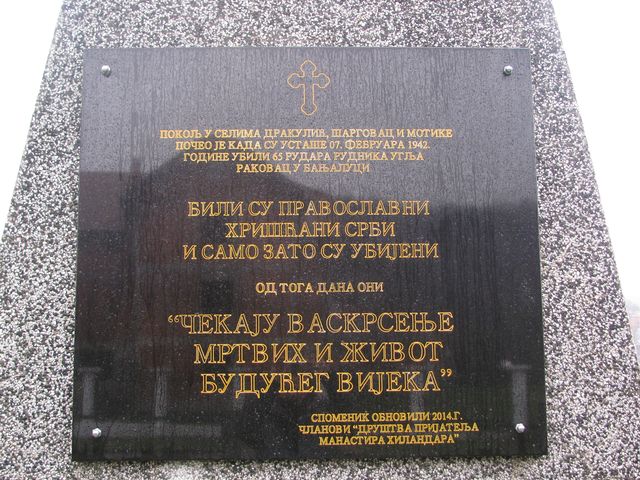 ПОКОЉ У СЕЛИМА ДРАКУЛИЋ, ШАРГОВАЦ И МОТИКЕ
ПОЧЕО ЈЕ КАДА СУ УСТАШЕ 07. ФЕБРУАРА 1942.
ГОДИНЕ УБИЛИ 65 РУДАРА РУДНИКА УГЉА
РАКОВАЦ У БАЊАЛУЦИ
БИЛИ СУ ПРАВОСЛАВНИ
ХРИШЋАНИ СРБИ
И САМО ЗАТО СУ УБИЈЕНИ
ОД ТОГА ДАНА ОНИ
“ЧЕКАЈУ ВАСКРСЕЊЕ
МРТВИХ И ЖИВОТ
БУДУЋЕГ ВИЈЕКА”
СПОМЕНИК ОБНОВИЛИ 2014.Г.
ЧЛАНОВИ “ДРУШТВА ПРИЈАТЕЉА
МАНАСТИРА ХИЛАНДАРА”